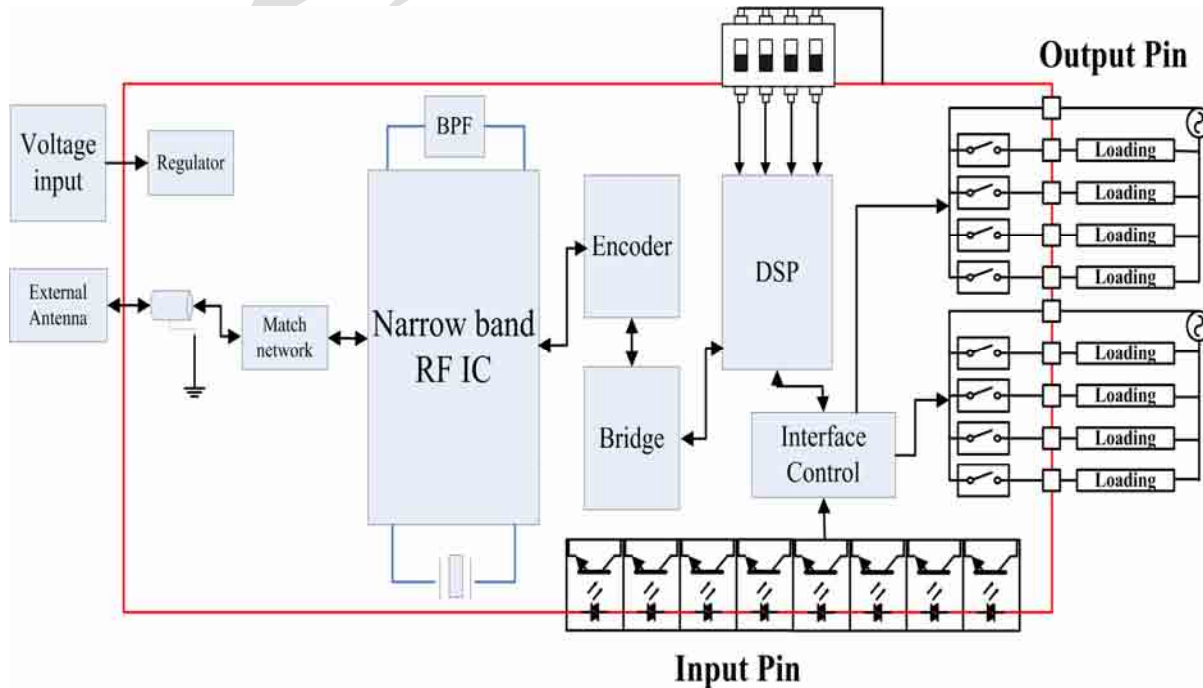 Output Pin
Voltage
input
Regulator
BPF
External
Antenna
Match
network
Narrow band
RF IC
Encoder
Bridge
DSP
Interface
Control
Loading
Loading
Loading
Loading
Loading
Loading
Loading
Loading
Input Pin